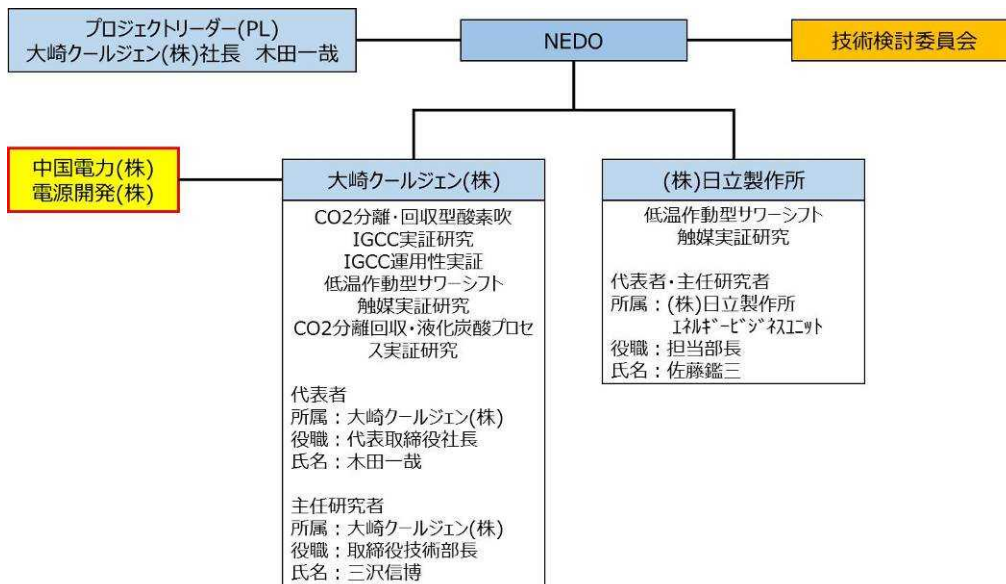 プロジェクトリーダー(PL)
大崎クールジェン(株)社長 木田一哉
NEDO
技術検討委員会
中国電力(株)
電源開発(株)
大崎クールジェン(株)
CO2分離・回収型酸素吹
IGCC実証研究
IGCC運用性実証
低温作動型サワーシフト
触媒実証研究
CO2分離回収・液化炭酸プロセ
ス実証研究
代表者
所属:大崎クールジェン(株)
役職:代表取締役社長
氏名:木田一哉
主任研究者
所属:大崎クールジェン(株)
役職:取締役技術部長
氏名:三沢信博
(株)日立製作所
低温作動型サワーシフト
触媒実証研究
代表者・主任研究者
所属:(株)日立製作所
エネルギービジネスユニット
役職:担当部長
氏名:佐藤鑑三